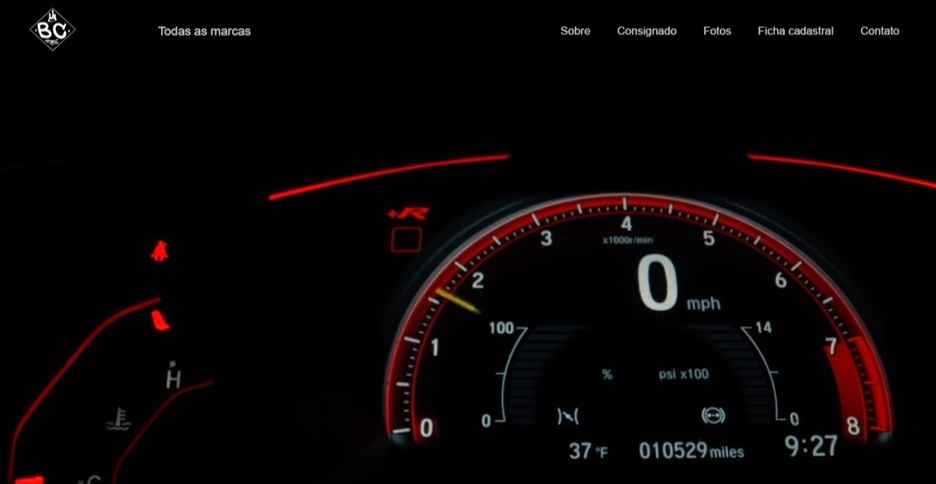 BC
Todas as marcas
Sobre
Consignado
Fotos
Ficha cadastral
Contato
+R
4
3
x1000r/min
5
2
0 mph
6
100
14
1
7
%
psi x100
H
0
0
0
8
37 °F
010529 miles
9:27
C